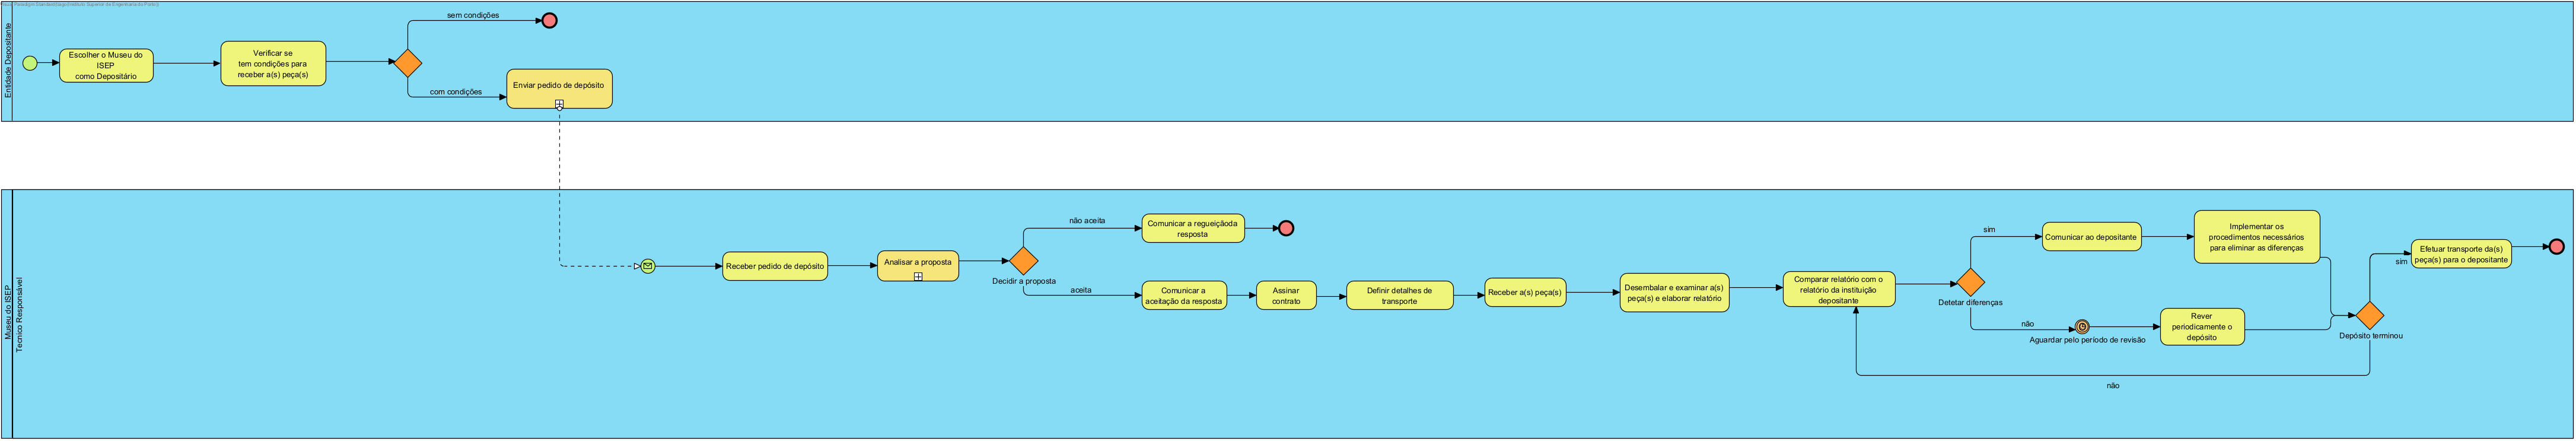 Visual Paradigm Standard(Isep(Instituto Superior de Engenharia do Porto))
Entidade Depositante
Escolher o Museu do
ISEP
como Depositário
Verificar se
tem condições para
receber a(s) peça(s)
sem condições
com condições
Enviar pedido de depósito
Museu do ISEP
Tecnico Responsável
Receber pedido de depósito
Analisar a proposta
Decidir a proposta
não aceita
aceita
Comunicar a regueiçãoda
resposta
Comunicar a
aceitação da resposta
Assinar
contrato
Definir detalhes de
transporte
Receber a(s) peça(s)
Desembalar e examinar a(s)
peça(s) e elaborar relatório
Comparar relatório com o
relatório da instituição
depositante
Detetar diferenças
sim
não
Comunicar ao depositante
Implementar os
procedimentos necessários
para eliminar as diferenças
Aguardar pelo período de revisão
Rever
periodicamente o
depósito
Depósito terminou
sim
não
Efetuar transporte da(s)
peça(s) para o depositante